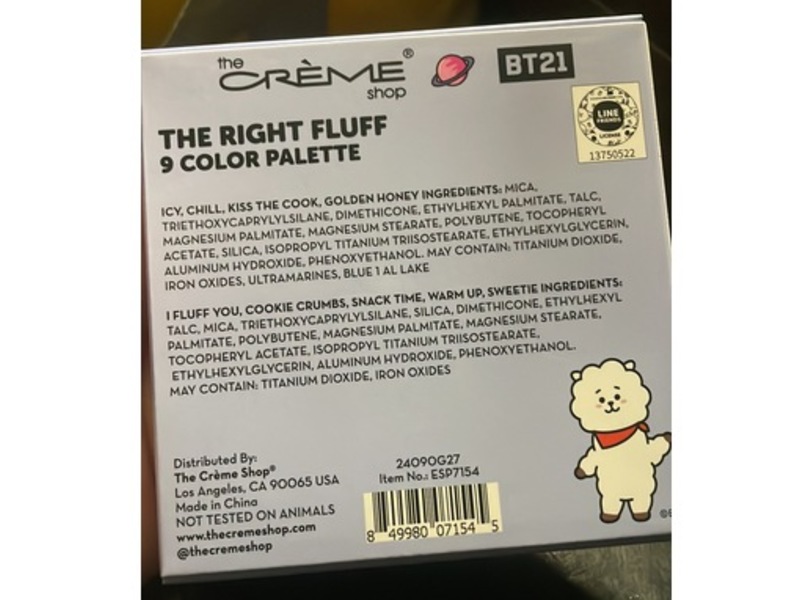 the CRÈME® shop
BT21
LINE FRIENDS
LICENSE
13750522
THE RIGHT FLUFF
9 COLOR PALETTE
ICY, CHILL, KISS THE COOK, GOLDEN HONEY INGREDIENTS: MICA,
TRIETHOXYCAPRYLYLSILANE, DIMETHICONE, ETHYLHEXYL PALMITATE, TALC,
MAGNESIUM PALMITATE, MAGNESIUM STEARATE, POLYBUTENE, TOCOPHERYL
ACETATE, SILICA, ISOPROPYL TITANIUM TRIISOSTEARATE, ETHYLHEXYLGLYCERIN,
ALUMINUM HYDROXIDE, PHENOXYETHANOL. MAY CONTAIN: TITANIUM DIOXIDE,
IRON OXIDES, ULTRAMARINES, BLUE 1 AL LAKE
I FLUFF YOU, COOKIE CRUMBS, SNACK TIME, WARM UP, SWEETIE INGREDIENTS:
TALC, MICA, TRIETHOXYCAPRYLYLSILANE, SILICA, DIMETHICONE, ETHYLHEXYL
PALMITATE, POLYBUTENE, MAGNESIUM PALMITATE, MAGNESIUM STEARATE,
TOCOPHERYL ACETATE, ISOPROPYL TITANIUM TRIISOSTEARATE,
ETHYLHEXYLGLYCERIN, ALUMINUM HYDROXIDE, PHENOXYETHANOL.
MAY CONTAIN: TITANIUM DIOXIDE, IRON OXIDES
Distributed By:
The Crème Shop®
Los Angeles, CA 90065 USA
Made in China
NOT TESTED ON ANIMALS
www.thecremeshop.com
@thecremeshop
24090G27
Item No.: ESP7154
8 49980 07154 5